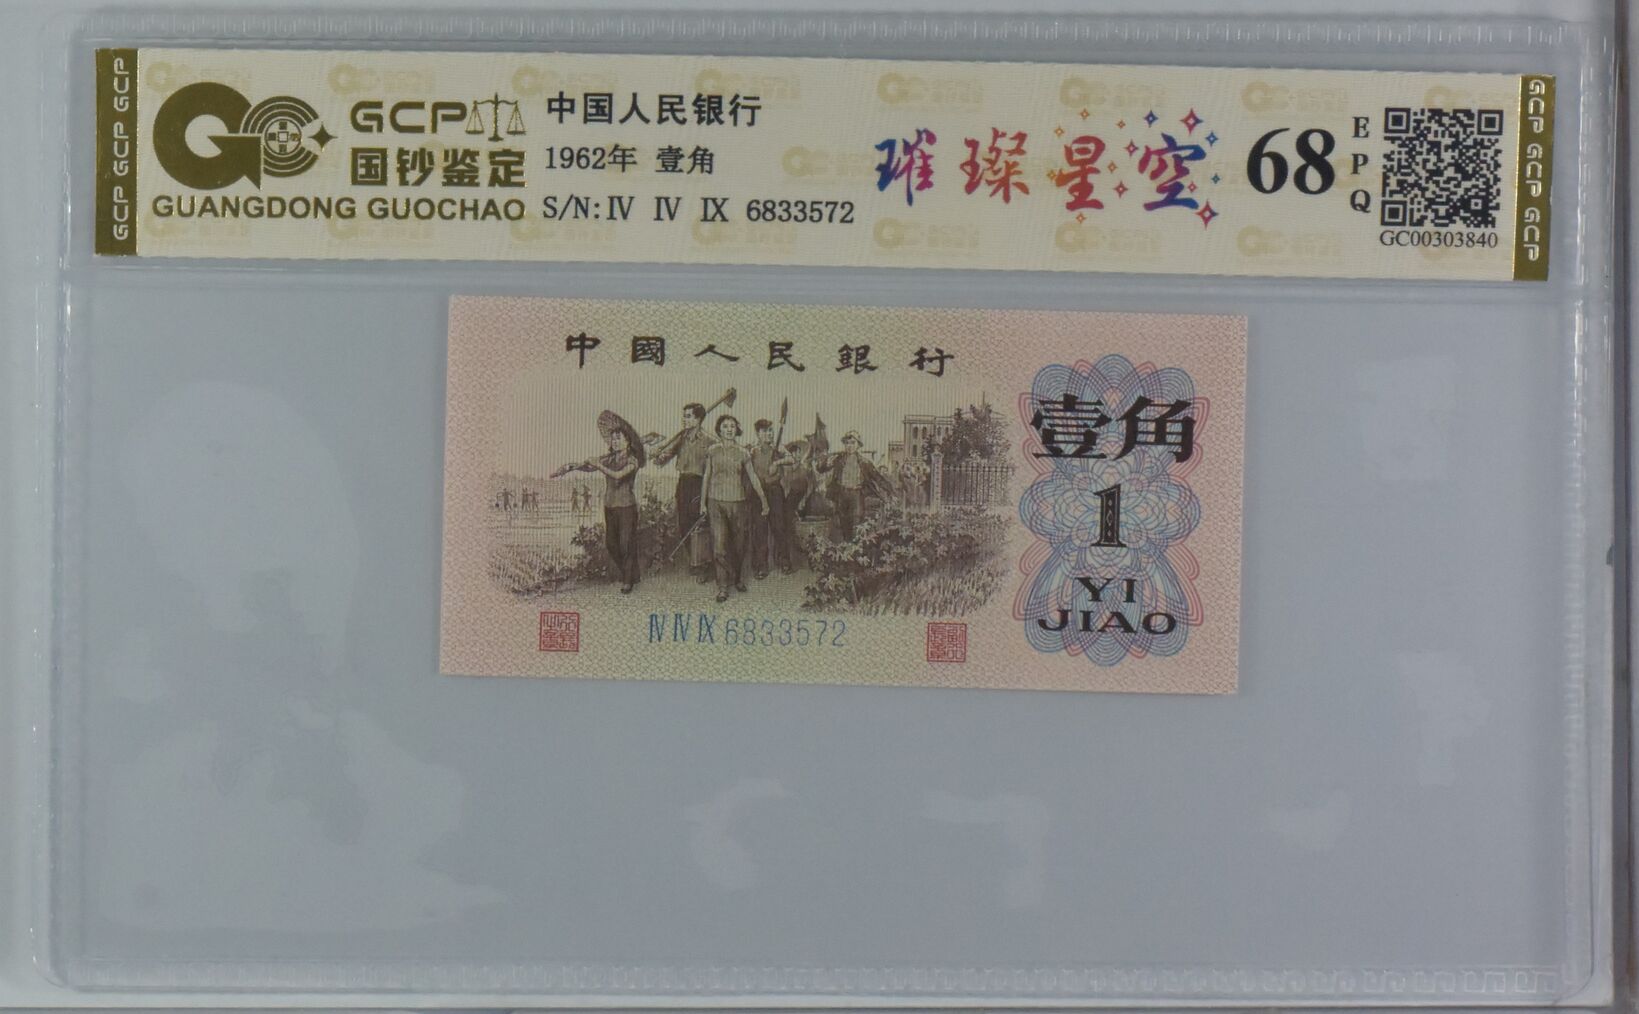 GCP GCP GCP
GCP
国钞鉴定
GUANGDONG GUOCHAO
中国人民银行
1962年 壹角
S/N: IV IV IX 6833572
璀璨星空
68
EPQ
GC00303840
GCP GCP GCP
中國人民銀行
壹角
1
YI
JIAO
IV IV IX 6833572